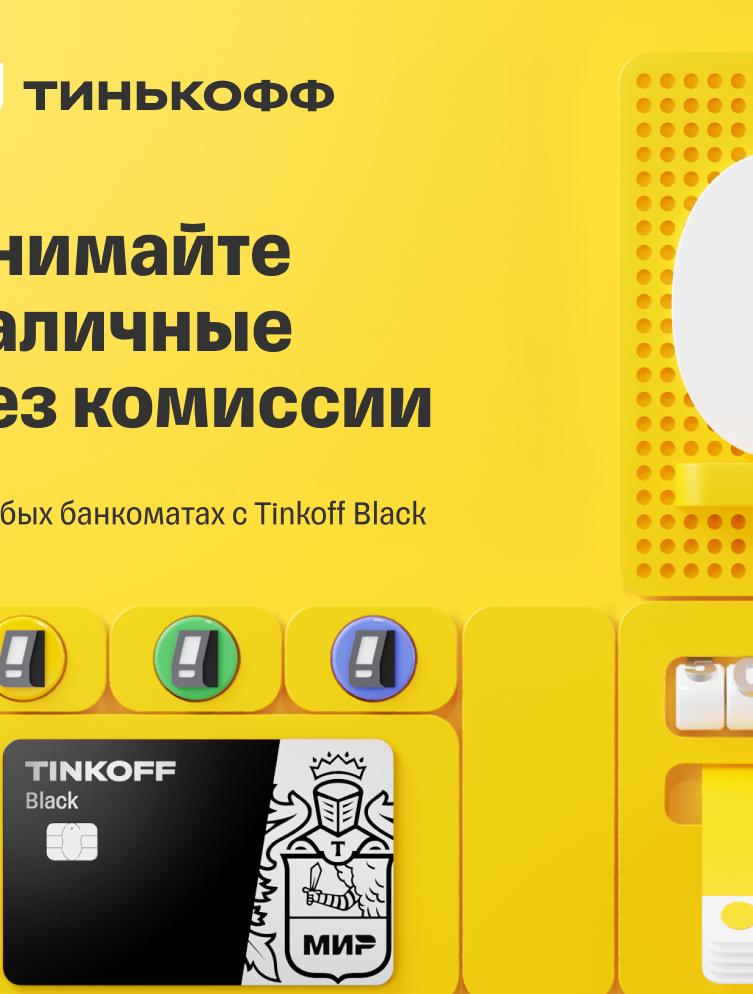 ТИНЬКОФФ
нимайте
аличные
ез комиссии
бых банкоматах с Tinkoff Black
TINKOFF
Black
Т
МИР